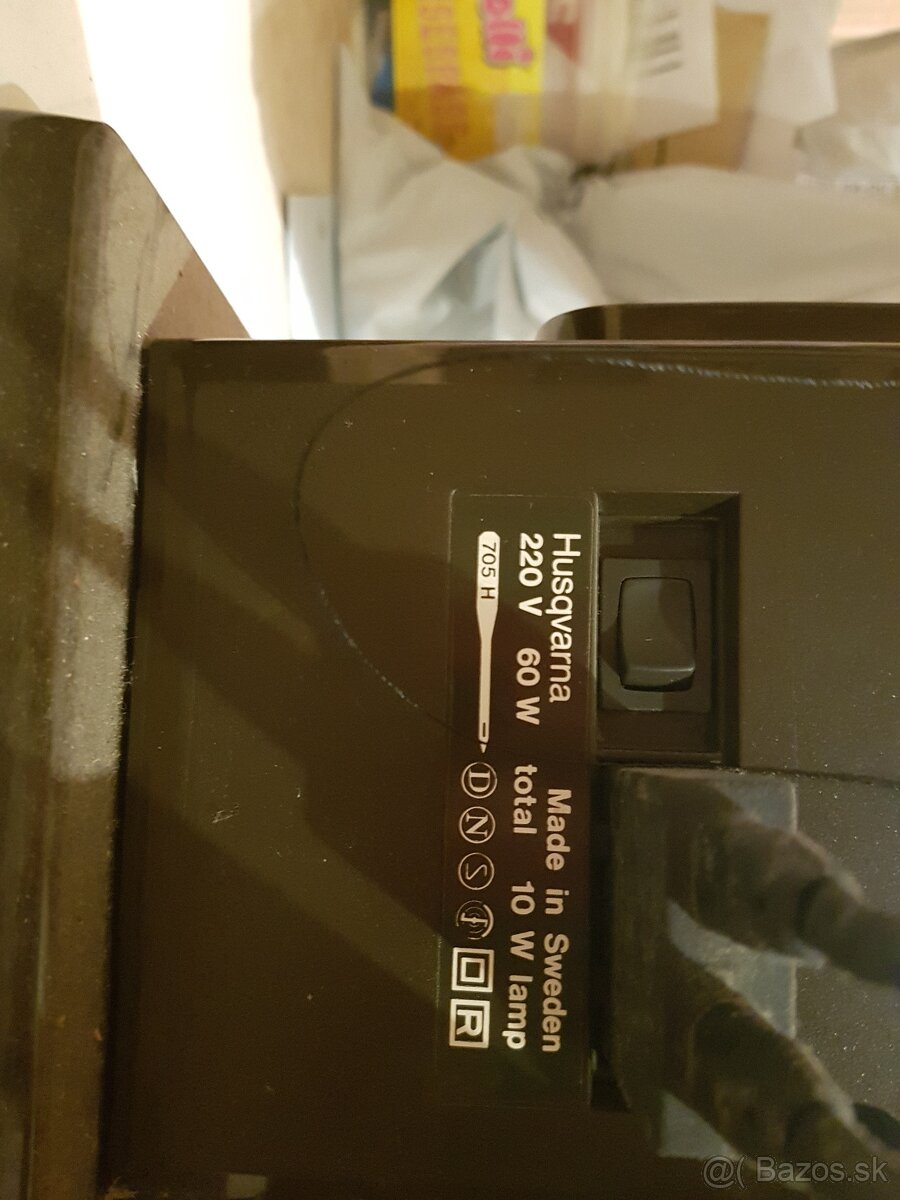 Husqvarna Made in Sweden
220 V 60 W total 10 W lamp
705 H D N S f R
@( Bazos.sk